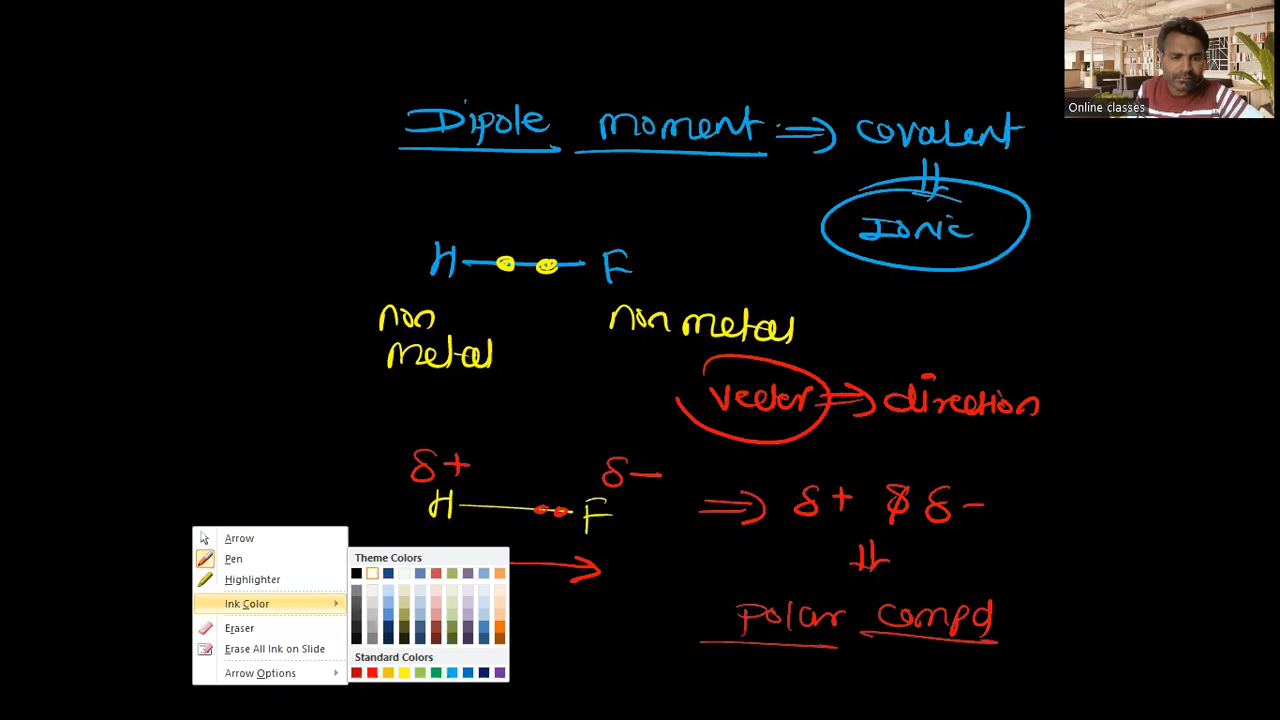 Online classes
Dipole moment ⇒ covalent
Ionic
H F
non metal
non metal
vector ⇒ direction
δ+ δ-
H F ⇒ δ+ δ-
polar compd
Arrow
Pen
Highlighter
Ink Color
Eraser
Erase All Ink on Slide
Arrow Options
Theme Colors
Standard Colors